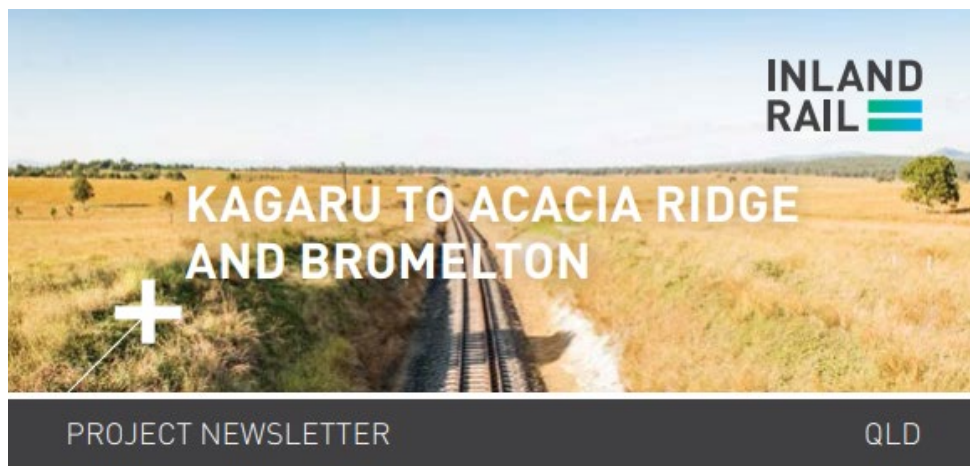 INLAND
RAIL
KAGARU TO ACACIA RIDGE
AND BROMELTON
PROJECT NEWSLETTER QLD